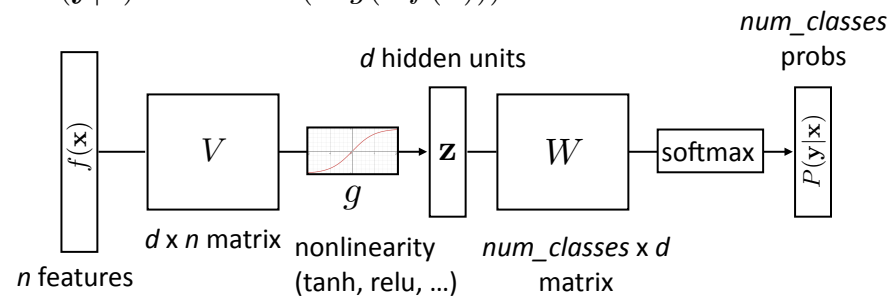 num_classes
probs
d hidden units
f(x)
V
g
z
W
softmax
P(y|x)
d x n matrix
nonlinearity
(tanh, relu, …)
num_classes x d
matrix
n features